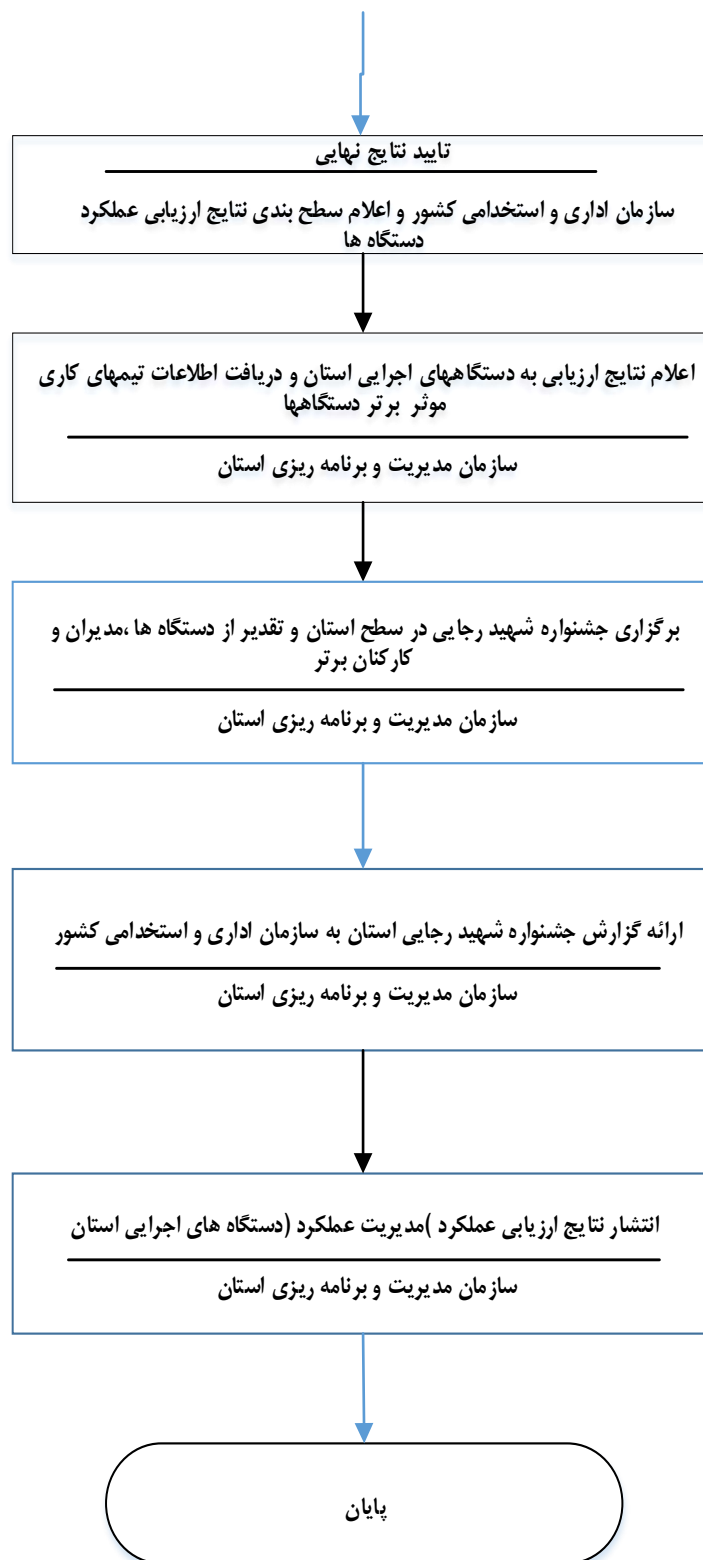 تایید نتایج نهایی
سازمان اداری و استخدامی کشور و اعلام سطح بندی نتایج ارزیابی عملکرد
دستگاه ها
اعلام نتایج ارزیابی به دستگاههای اجرایی استان و دریافت اطلاعات تیمهای کاری
موثر برتر دستگاهها
سازمان مدیریت و برنامه ریزی استان
برگزاری جشنواره شهید رجایی در سطح استان و تقدیر از دستگاه ها ،مدیران و
کارکنان برتر
سازمان مدیریت و برنامه ریزی استان
ارائه گزارش جشنواره شهید رجایی استان به سازمان اداری و استخدامی کشور
سازمان مدیریت و برنامه ریزی استان
انتشار نتایج ارزیابی عملکرد )مدیریت عملکرد (دستگاه های اجرایی استان
سازمان مدیریت و برنامه ریزی استان
پایان